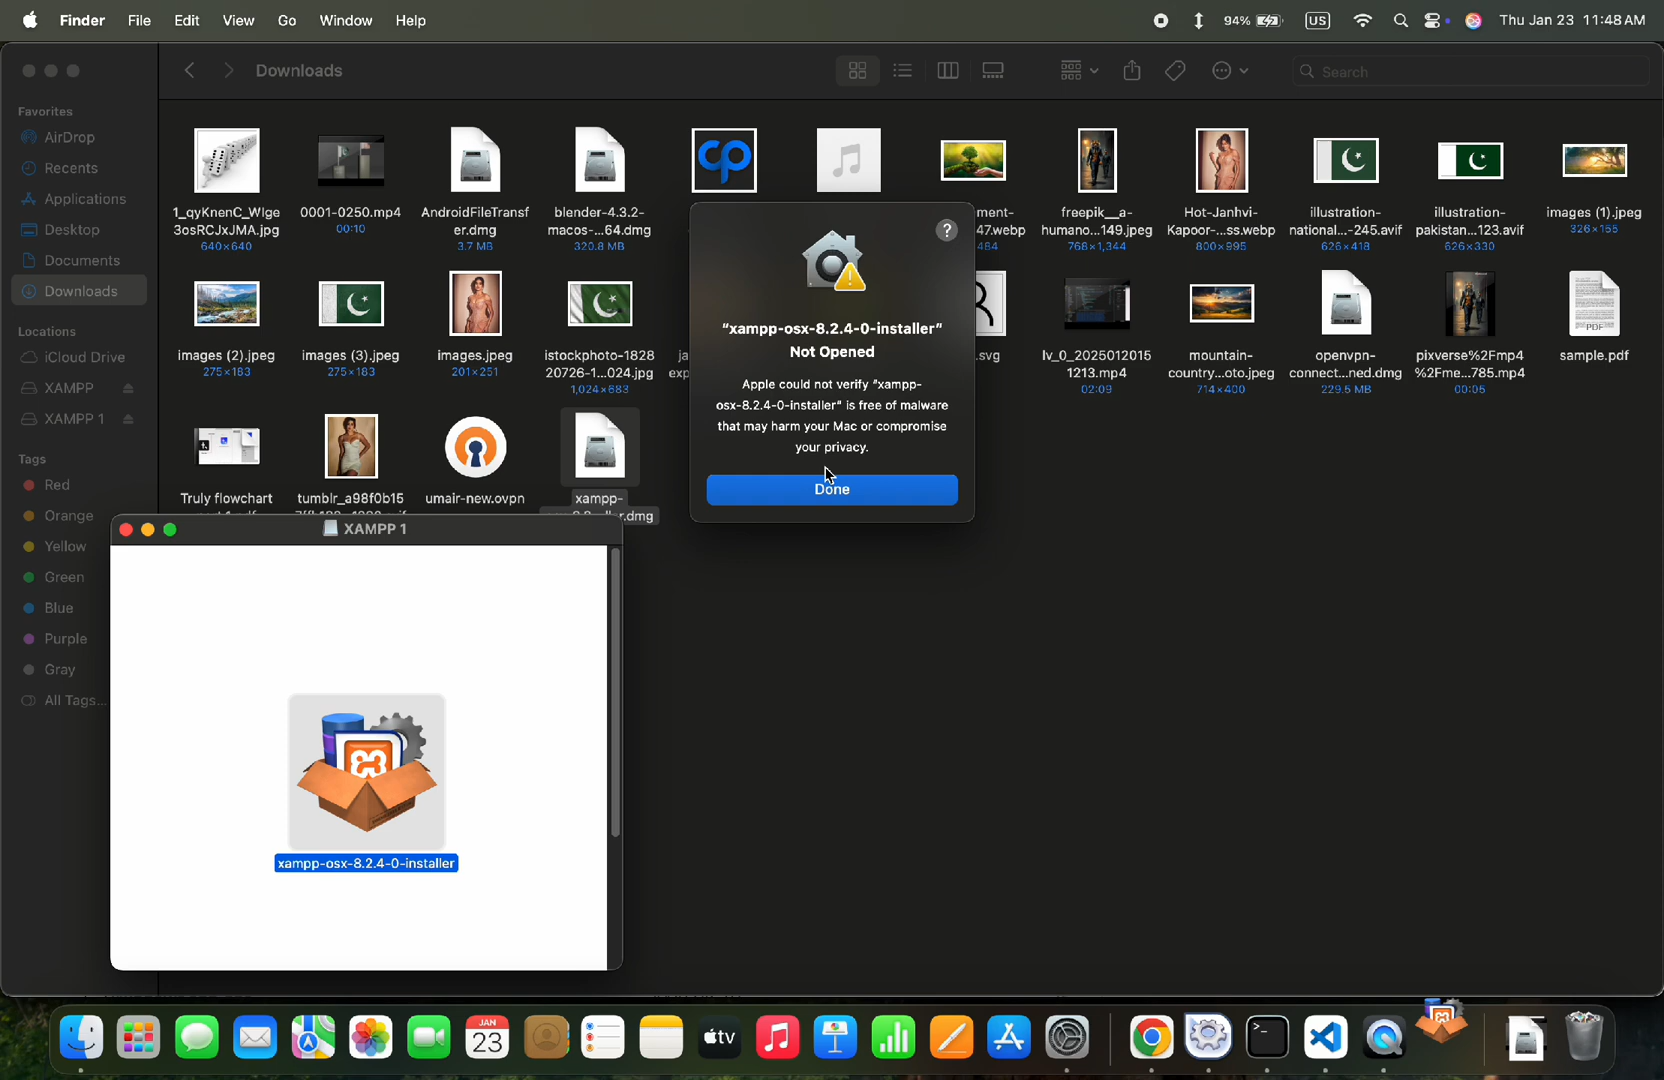 Finder File Edit View Go Window Help
94% US Thu Jan 23 11:48 AM
Downloads
Search
Favorites
AirDrop
Recents
Applications
Desktop
Documents
Downloads
Locations
iCloud Drive
XAMPP
XAMPP 1
Tags
Red
Orange
Yellow
Green
Blue
Purple
Gray
All Tags...
1_qyKnenC_WIge
3osRCJxJMA.jpg
640×640
0001-0250.mp4
00:10
AndroidFileTransf
er.dmg
3.7 MB
blender-4.3.2-
macos-...64.dmg
320.8 MB
cp
ment-
47.webp
484
freepik__a-
humano...149.jpeg
768×1,344
Hot-Janhvi-
Kapoor-...ss.webp
800×995
illustration-
national...-245.avif
626×418
illustration-
pakistan...123.avif
626×330
images (1).jpeg
326×155
images (2).jpeg
275×183
images (3).jpeg
275×183
images.jpeg
201×251
istockphoto-1828
20726-1...024.jpg
1,024×683
ja
exp
.svg
lv_0_2025012015
1213.mp4
02:09
mountain-
country...oto.jpeg
714×400
openvpn-
connect...ned.dmg
229.5 MB
pixverse%2Fmp4
%2Fme...785.mp4
00:05
PDF
sample.pdf
Truly flowchart
tumblr_a98f0b15
umair-new.ovpn
xampp-
r.dmg
?
"xampp-osx-8.2.4-0-installer"
Not Opened
Apple could not verify "xampp-
osx-8.2.4-0-installer" is free of malware
that may harm your Mac or compromise
your privacy.
Done
XAMPP 1
xampp-osx-8.2.4-0-installer
JAN
23
tv
>_